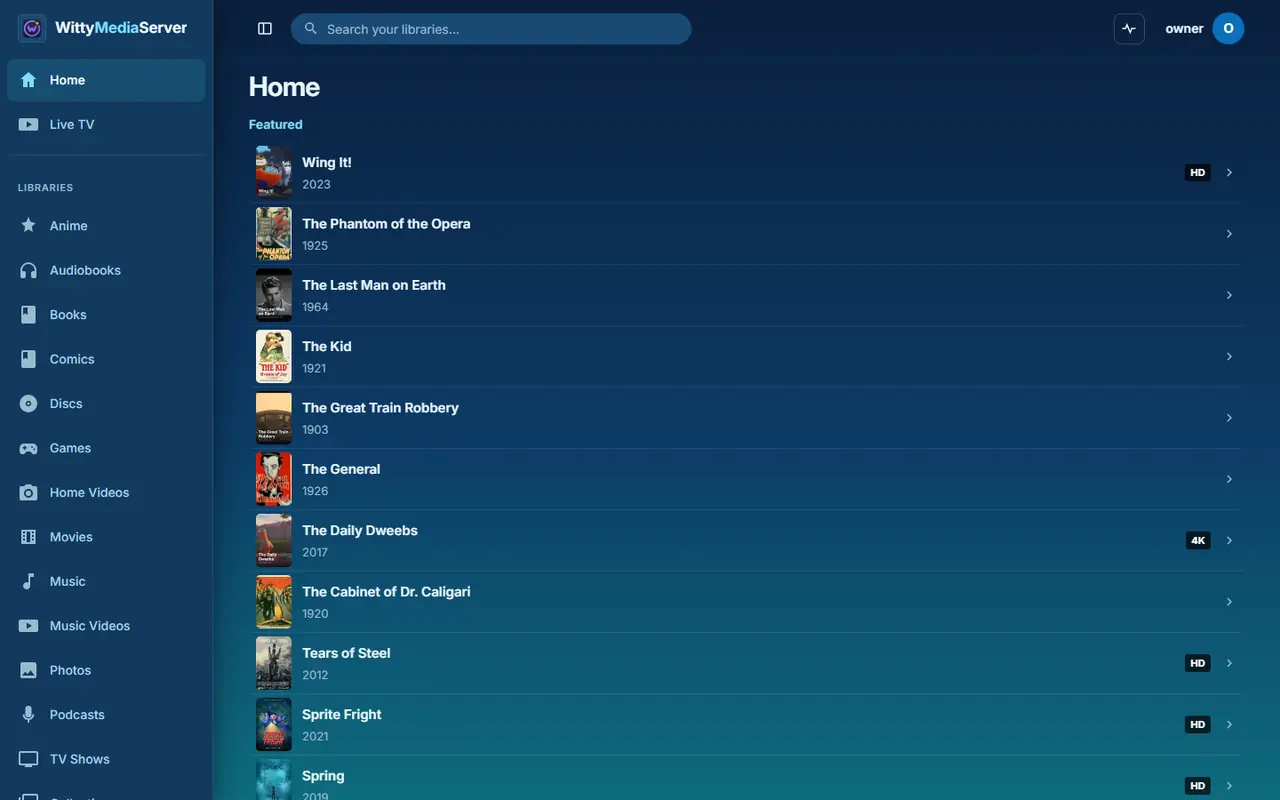 WittyMediaServer
Search your libraries...
owner
O
Home
Live TV
LIBRARIES
Anime
Audiobooks
Books
Comics
Discs
Games
Home Videos
Movies
Music
Music Videos
Photos
Podcasts
TV Shows
Home
Featured
Wing It!
2023
HD
The Phantom of the Opera
1925
The Last Man on Earth
1964
The Kid
1921
The Great Train Robbery
1903
The General
1926
The Daily Dweebs
2017
4K
The Cabinet of Dr. Caligari
1920
Tears of Steel
2012
HD
Sprite Fright
2021
HD
Spring
2019
HD